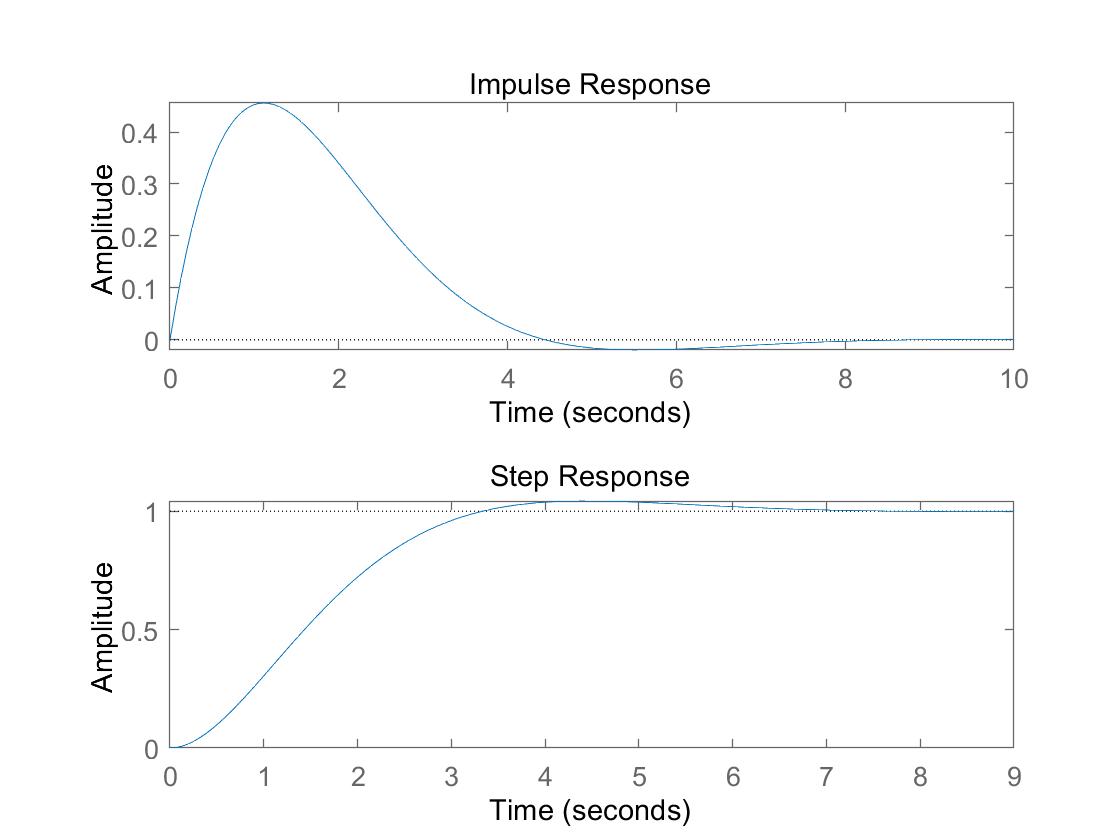 Impulse Response
Amplitude
0.4
0.3
0.2
0.1
0
0 2 4 6 8 10
Time (seconds)
Step Response
Amplitude
1
0.5
0
0 1 2 3 4 5 6 7 8 9
Time (seconds)